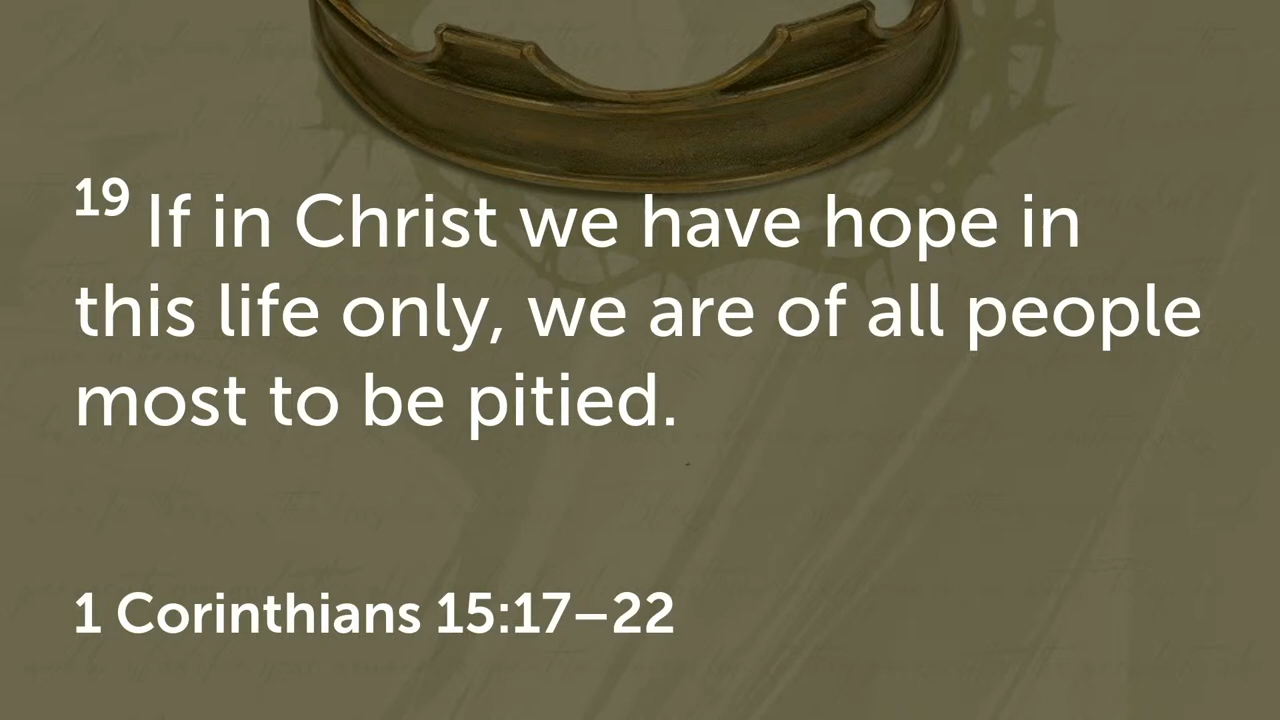 19 If in Christ we have hope in
this life only, we are of all people
most to be pitied.
1 Corinthians 15:17–22